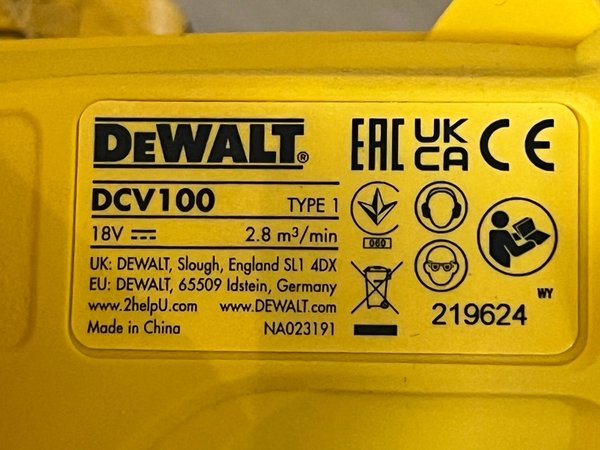 DEWALT®
DCV100 TYPE 1
18V ⎓ 2.8 m³/min
UK: DEWALT, Slough, England SL1 4DX
EU: DEWALT, 65509 Idstein, Germany
www.2helpU.com www.DEWALT.com
Made in China NA023191
EAC UK CA CE
060
WY
219624